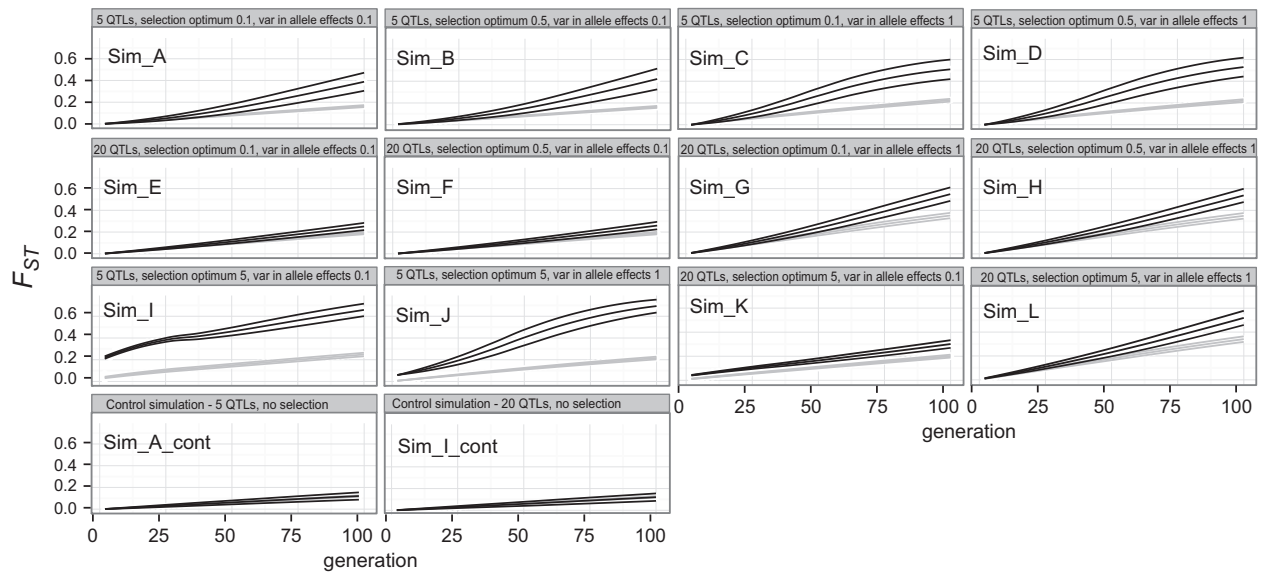 5 QTLs, selection optimum 0.1, var in allele effects 0.1
5 QTLs, selection optimum 0.5, var in allele effects 0.1
5 QTLs, selection optimum 0.1, var in allele effects 1
5 QTLs, selection optimum 0.5, var in allele effects 1
Sim_A
Sim_B
Sim_C
Sim_D
0.6
0.4
0.2
0.0
20 QTLs, selection optimum 0.1, var in allele effects 0.1
20 QTLs, selection optimum 0.5, var in allele effects 0.1
20 QTLs, selection optimum 0.1, var in allele effects 1
20 QTLs, selection optimum 0.5, var in allele effects 1
Sim_E
Sim_F
Sim_G
Sim_H
0.6
0.4
0.2
0.0
FST
5 QTLs, selection optimum 5, var in allele effects 0.1
5 QTLs, selection optimum 5, var in allele effects 1
20 QTLs, selection optimum 5, var in allele effects 0.1
20 QTLs, selection optimum 5, var in allele effects 1
Sim_I
Sim_J
Sim_K
Sim_L
0.6
0.4
0.2
0.0
0 25 50 75 100
0 25 50 75 100
generation
Control simulation - 5 QTLs, no selection
Control simulation - 20 QTLs, no selection
Sim_A_cont
Sim_I_cont
0.6
0.4
0.2
0.0
0 25 50 75 100
0 25 50 75 100
generation